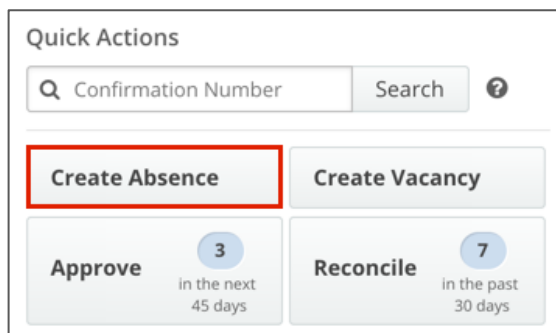 Quick Actions
Confirmation Number Search
Create Absence Create Vacancy
Approve 3 in the next 45 days
Reconcile 7 in the past 30 days